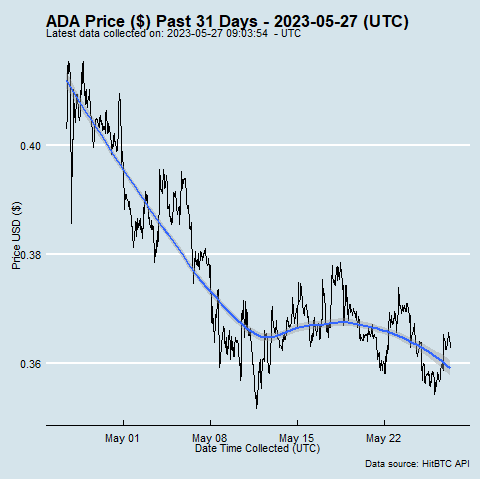 ADA Price ($) Past 31 Days - 2023-05-27 (UTC)
Latest data collected on: 2023-05-27 09:03:54 - UTC
0.40
0.38
0.36
Price USD ($)
May 01 May 08 May 15 May 22
Date Time Collected (UTC)
Data source: HitBTC API